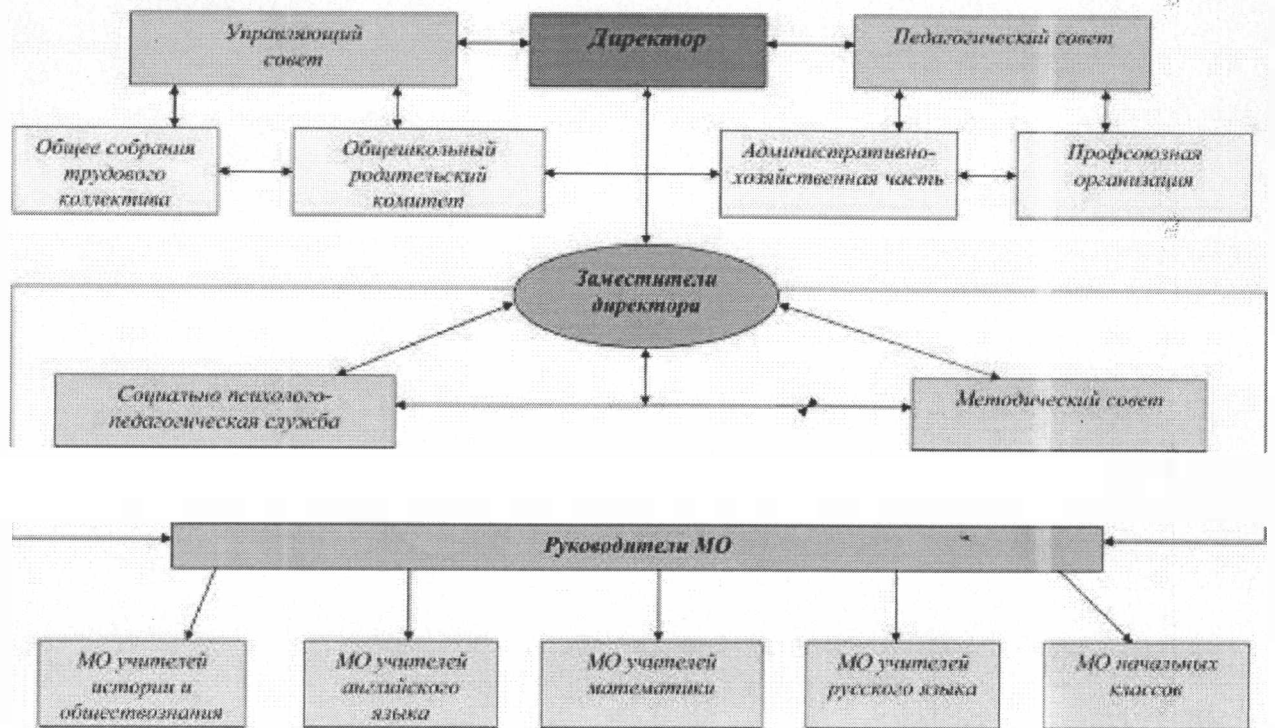 Управляющий
совет
Директор
Педагогический совет
Общее собрания
трудового
коллектива
Общешкольный
родительский
комитет
Административно-
хозяйственная часть
Профсоюзная
организация
Заместители
директора
Социально психолого-
педагогическая служба
Методический совет
Руководители МО
МО учителей
истории и
обществознания
МО учителей
английского
языка
МО учителей
математики
МО учителей
русского языка
МО начальных
классов